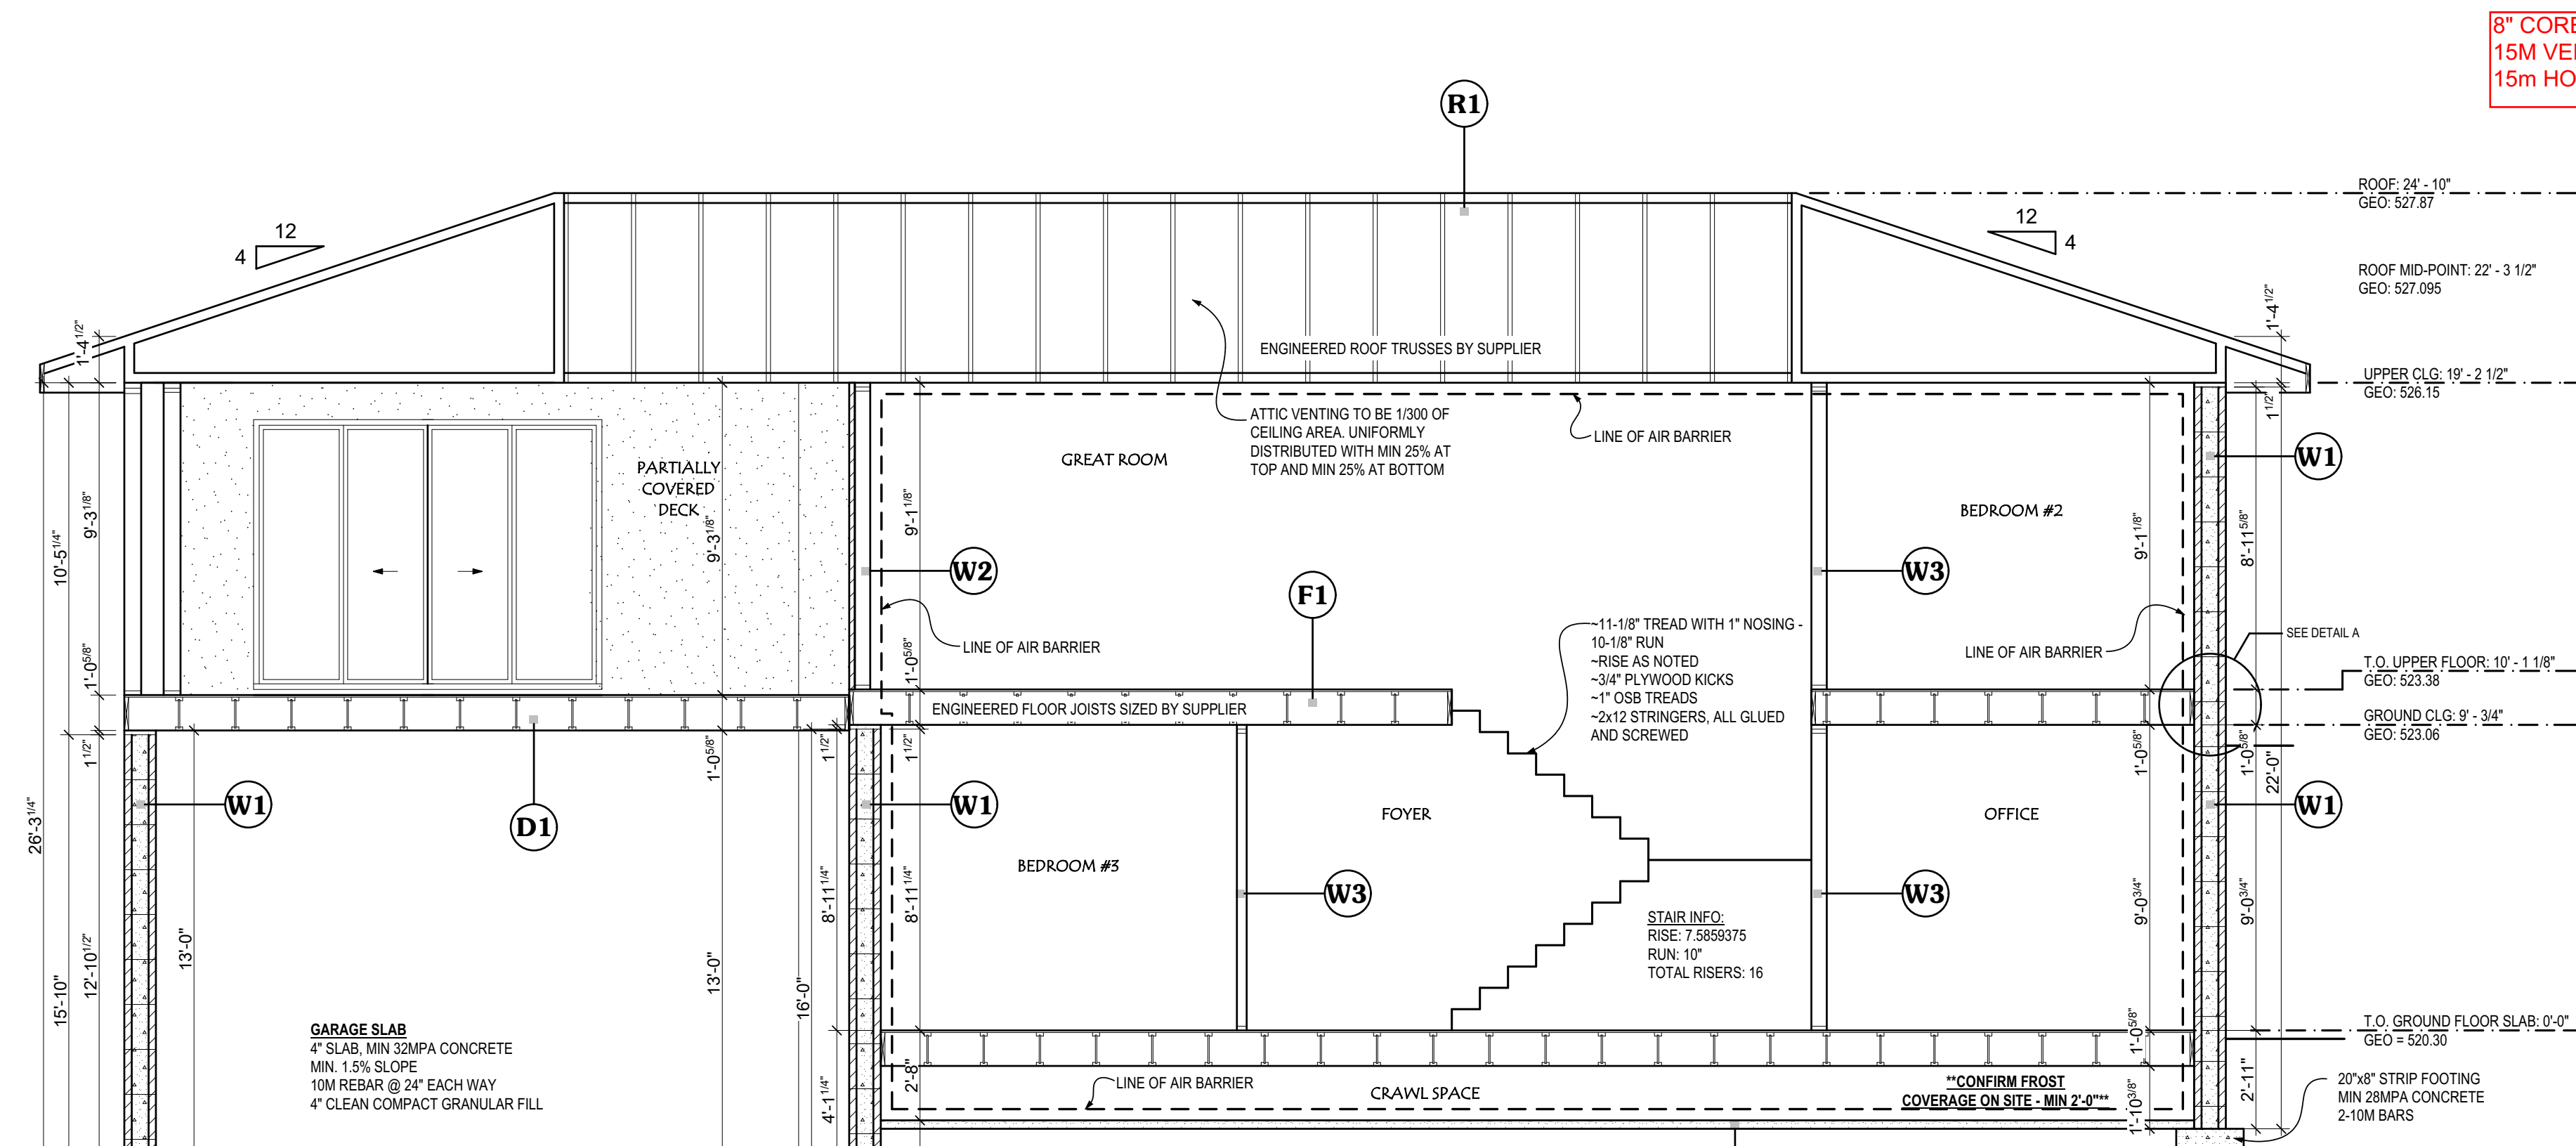 8" CORE
15M VE
15m HO
R1
ROOF: 24' - 10"
GEO: 527.87
12
4
12
4
ROOF MID-POINT: 22' - 3 1/2"
GEO: 527.095
1'-4 1/2"
1'-4 1/2"
ENGINEERED ROOF TRUSSES BY SUPPLIER
UPPER CLG: 19' - 2 1/2"
GEO: 526.15
1 1/2"
ATTIC VENTING TO BE 1/300 OF
CEILING AREA. UNIFORMLY
DISTRIBUTED WITH MIN 25% AT
TOP AND MIN 25% AT BOTTOM
LINE OF AIR BARRIER
GREAT ROOM
PARTIALLY
COVERED
DECK
W1
BEDROOM #2
9'-3 1/8"
10'-5 1/4"
9'-3 1/8"
9'-1 1/8"
9'-1 1/8"
8'-11 5/8"
W2
W3
F1
~11-1/8" TREAD WITH 1" NOSING -
10-1/8" RUN
~RISE AS NOTED
~3/4" PLYWOOD KICKS
~1" OSB TREADS
~2x12 STRINGERS, ALL GLUED
AND SCREWED
LINE OF AIR BARRIER
LINE OF AIR BARRIER
SEE DETAIL A
1'-0 5/8"
1'-0 5/8"
T.O. UPPER FLOOR: 10' - 1 1/8"
GEO: 523.38
ENGINEERED FLOOR JOISTS SIZED BY SUPPLIER
GROUND CLG: 9' - 3/4"
GEO: 523.06
1 1/2"
1'-0 5/8"
1 1/2"
1 1/2"
1'-0 5/8"
1'-0 5/8"
22'-0"
W1
D1
W1
W1
26'-3 1/4"
FOYER
OFFICE
BEDROOM #3
W3
W3
8'-11 1/4"
8'-11 1/4"
9'-0 3/4"
9'-0 3/4"
STAIR INFO:
RISE: 7.5859375
RUN: 10"
TOTAL RISERS: 16
15'-10"
12'-10 1/2"
13'-0"
13'-0"
16'-0"
GARAGE SLAB
4" SLAB, MIN 32MPA CONCRETE
MIN. 1.5% SLOPE
10M REBAR @ 24" EACH WAY
4" CLEAN COMPACT GRANULAR FILL
T.O. GROUND FLOOR SLAB: 0'-0"
GEO = 520.30
1'-0 5/8"
4'-1 1/4"
2'-8"
LINE OF AIR BARRIER
CRAWL SPACE
**CONFIRM FROST
COVERAGE ON SITE - MIN 2'-0"**
1'-10 3/8"
2'-11"
20"x8" STRIP FOOTING
MIN 28MPA CONCRETE
2-10M BARS